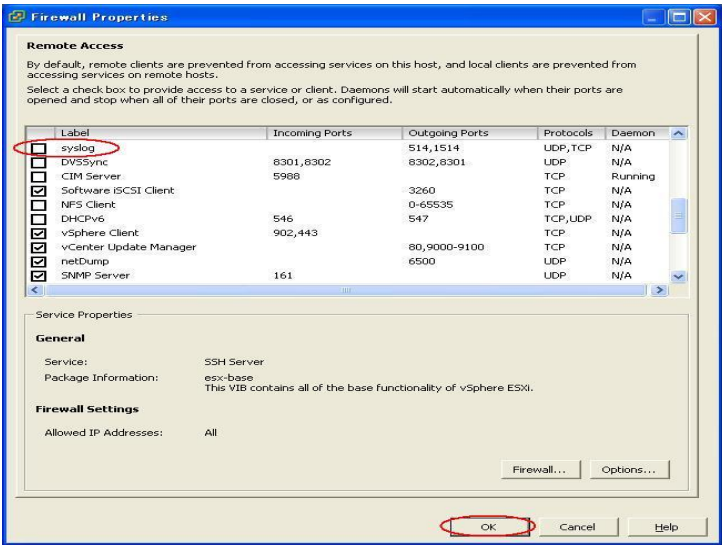 Firewall Properties
Remote Access
By default, remote clients are prevented from accessing services on this host, and local clients are prevented from
accessing services on remote hosts.
Select a check box to provide access to a service or client. Daemons will start automatically when their ports are
opened and stop when all of their ports are closed, or as configured.
Label Incoming Ports Outgoing Ports Protocols Daemon
syslog 514,1514 UDP,TCP N/A
DVSSync 8301,8302 8302,8301 UDP N/A
CIM Server 5988 TCP Running
Software iSCSI Client 3260 TCP N/A
NFS Client 0-65535 TCP N/A
DHCPv6 546 547 TCP,UDP N/A
vSphere Client 902,443 TCP N/A
vCenter Update Manager 80,9000-9100 TCP N/A
netDump 6500 UDP N/A
SNMP Server 161 UDP N/A
Service Properties
General
Service: SSH Server
Package Information: esx-base
This VIB contains all of the base functionality of vSphere ESXi.
Firewall Settings
Allowed IP Addresses: All
Firewall... Options...
OK Cancel Help